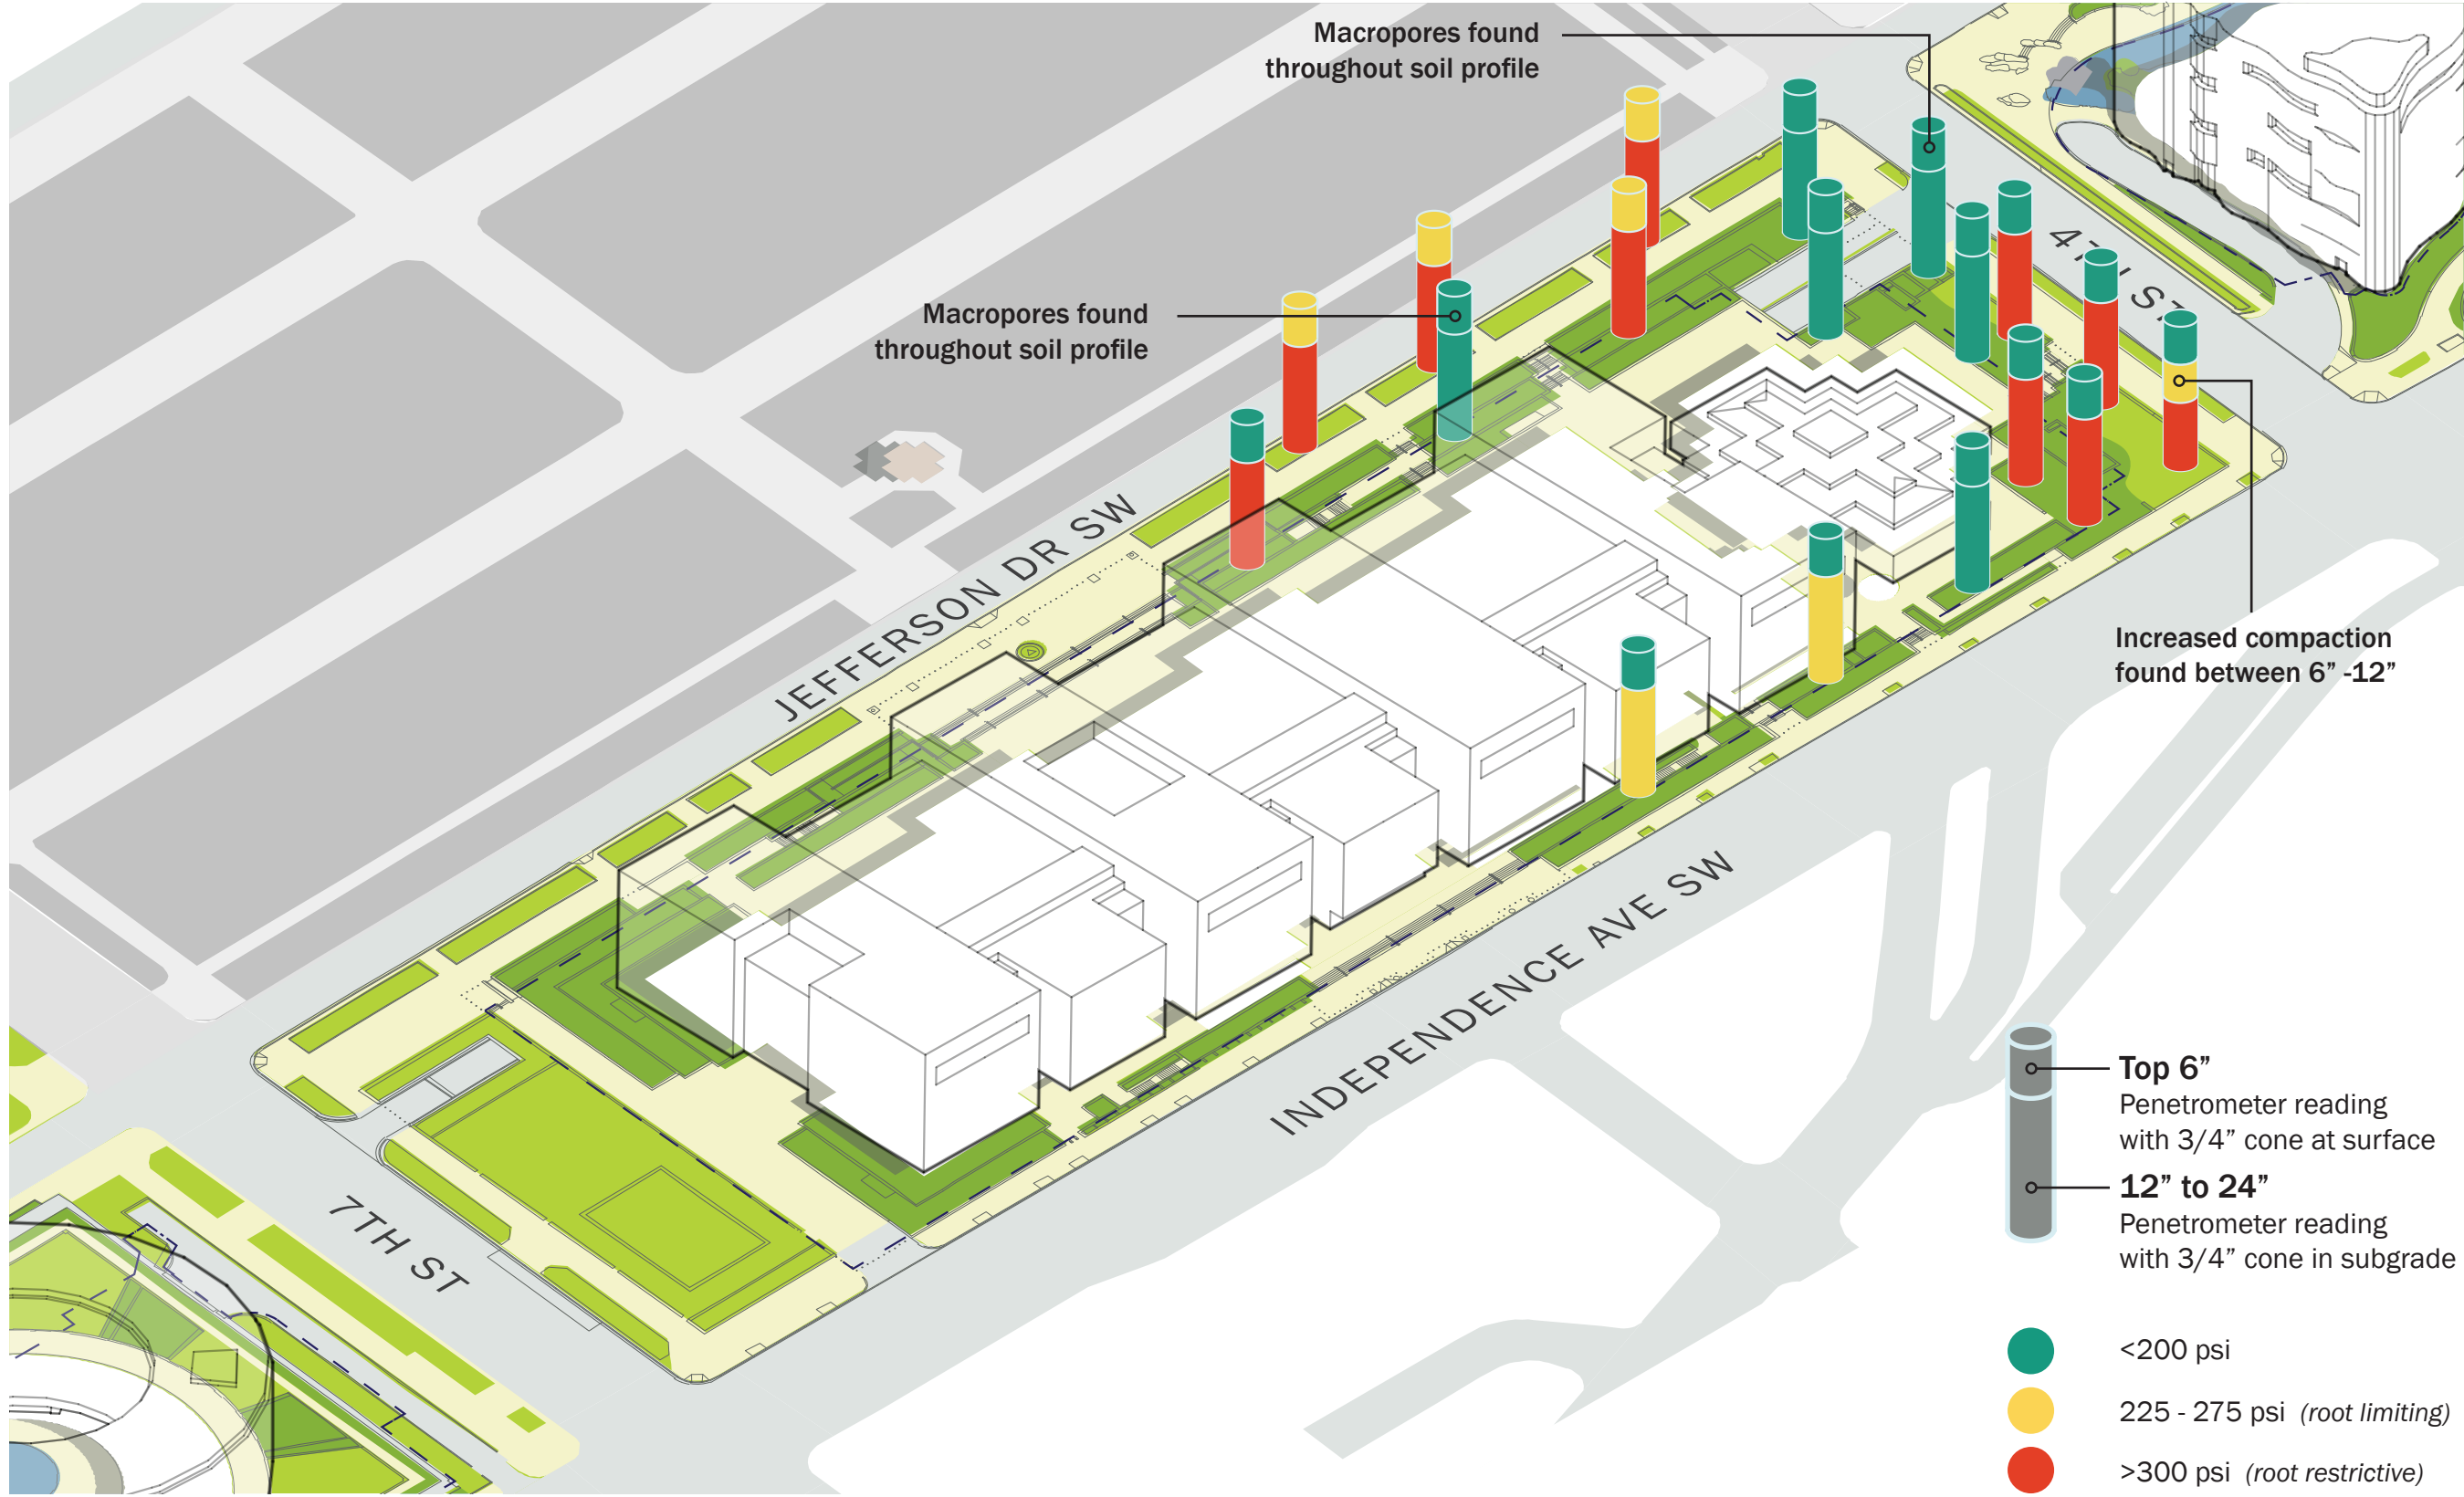 Macropores found
throughout soil profile
Macropores found
throughout soil profile
4TH ST
JEFFERSON DR SW
Increased compaction
found between 6” -12”
INDEPENDENCE AVE SW
7TH ST
Top 6”
Penetrometer reading
with 3/4” cone at surface
12” to 24”
Penetrometer reading
with 3/4” cone in subgrade
<200 psi
225 - 275 psi (root limiting)
>300 psi (root restrictive)